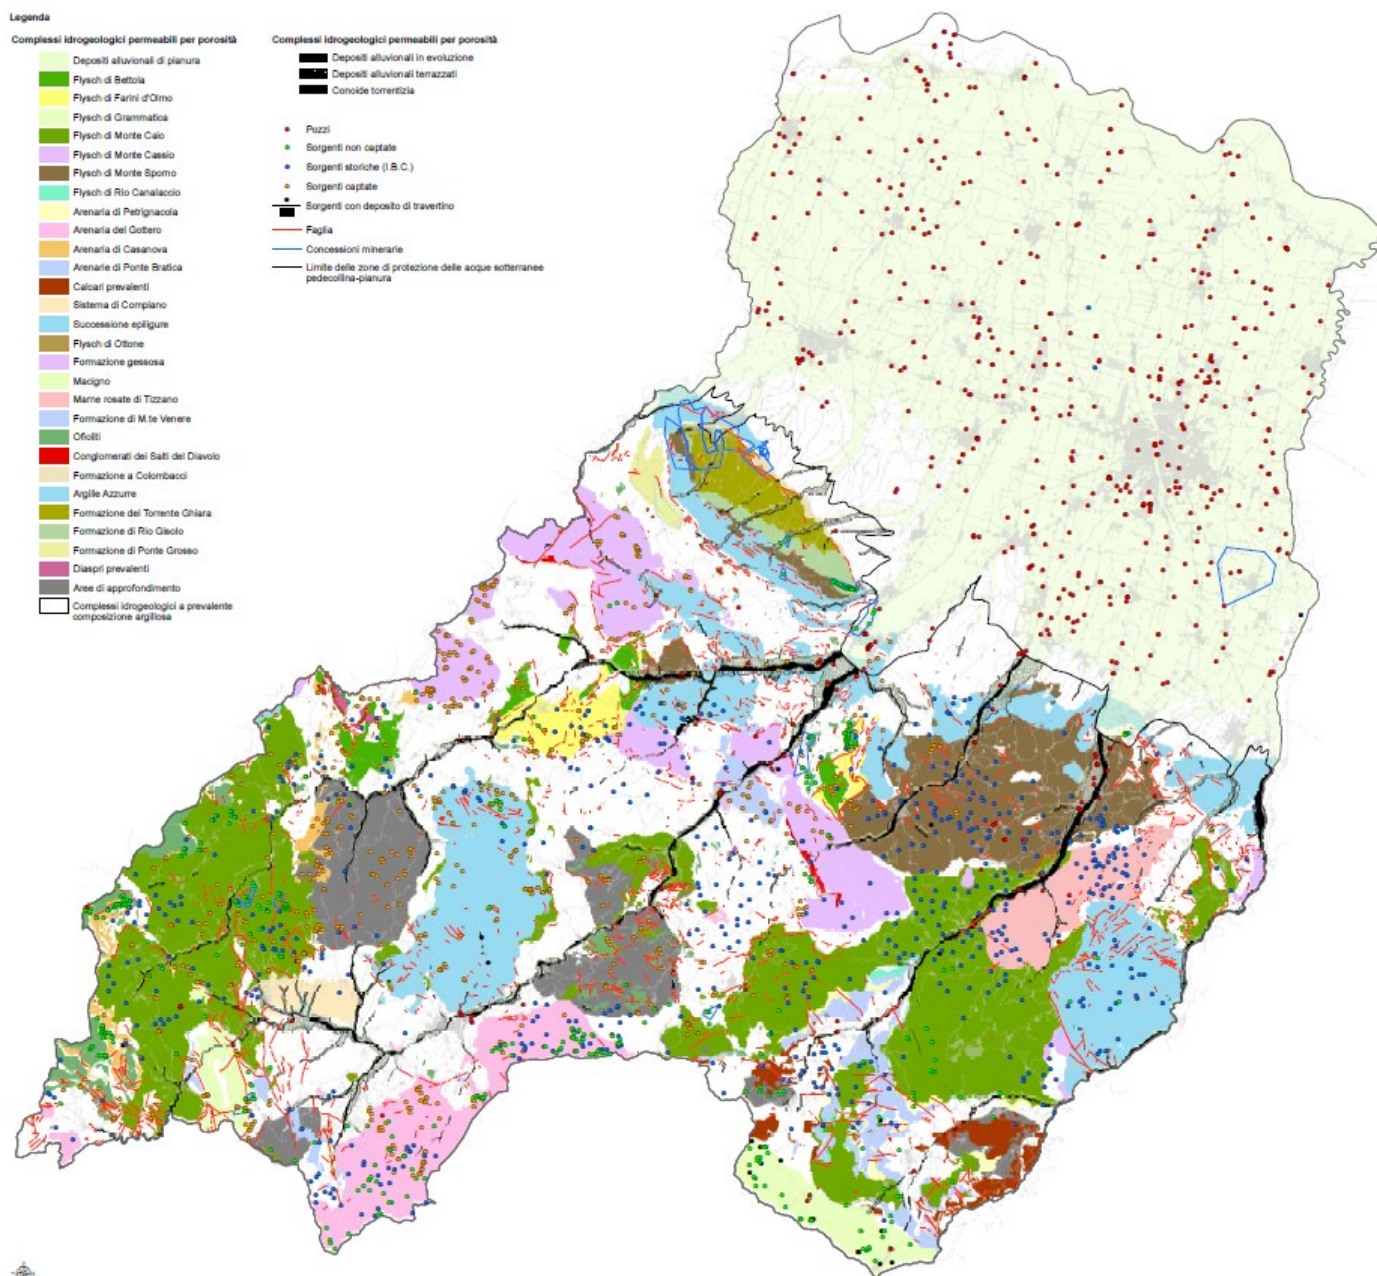 Legenda
Complessi idrogeologici permeabili per porosità
Depositi alluvionali di pianura
Flysch di Bettola
Flysch di Farini d'Olmo
Flysch di Grammatica
Flysch di Monte Caio
Flysch di Monte Cassio
Flysch di Monte Sporno
Flysch di Rio Canalaccio
Arenaria di Petrignacola
Arenaria del Gottero
Arenaria di Casanova
Arenarie di Ponte Bratica
Calcari prevalenti
Sistema di Compiano
Successione epiligure
Flysch di Ottone
Formazione gessosa
Macigno
Marne rosate di Tizzano
Formazione di M.te Venere
Ofioliti
Conglomerati dei Salti del Diavolo
Formazione a Colombacci
Argille Azzurre
Formazione del Torrente Ghiara
Formazione di Rio Gisolo
Formazione di Ponte Grosso
Diaspri prevalenti
Aree di approfondimento
Complessi idrogeologici a prevalente
composizione argillosa
Complessi idrogeologici permeabili per porosità
Depositi alluvionali in evoluzione
Depositi alluvionali terrazzati
Conoide torrentizia
Pozzi
Sorgenti non captate
Sorgenti storiche (I.B.C.)
Sorgenti captate
Sorgenti con deposito di travertino
Faglia
Concessioni minerarie
Limite delle zone di protezione delle acque sotterranee
pedecollina-pianura